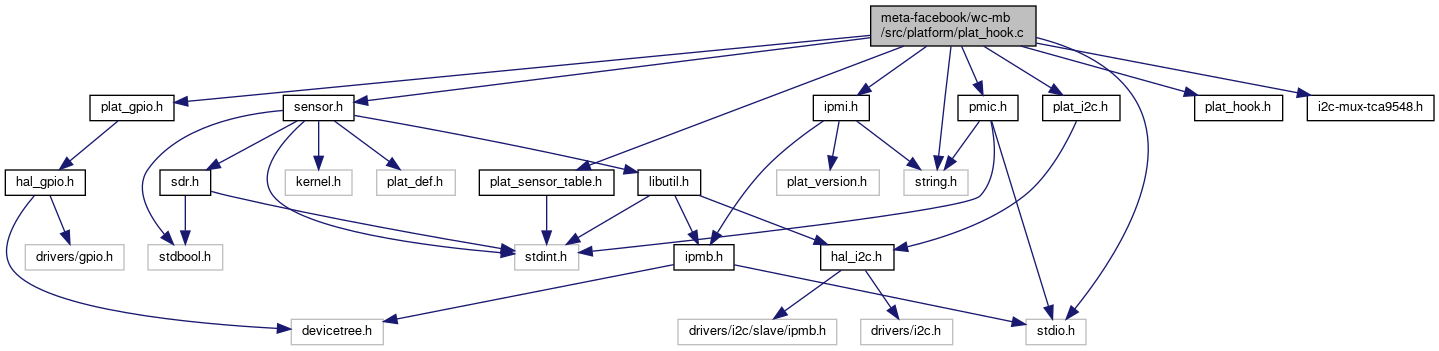 meta-facebook/wc-mb
/src/platform/plat_hook.c
plat_gpio.h
sensor.h
ipmi.h
pmic.h
plat_i2c.h
plat_hook.h
i2c-mux-tca9548.h
hal_gpio.h
sdr.h
kernel.h
plat_def.h
plat_sensor_table.h
libutil.h
plat_version.h
string.h
drivers/gpio.h
stdbool.h
stdint.h
ipmb.h
hal_i2c.h
devicetree.h
drivers/i2c/slave/ipmb.h
drivers/i2c.h
stdio.h